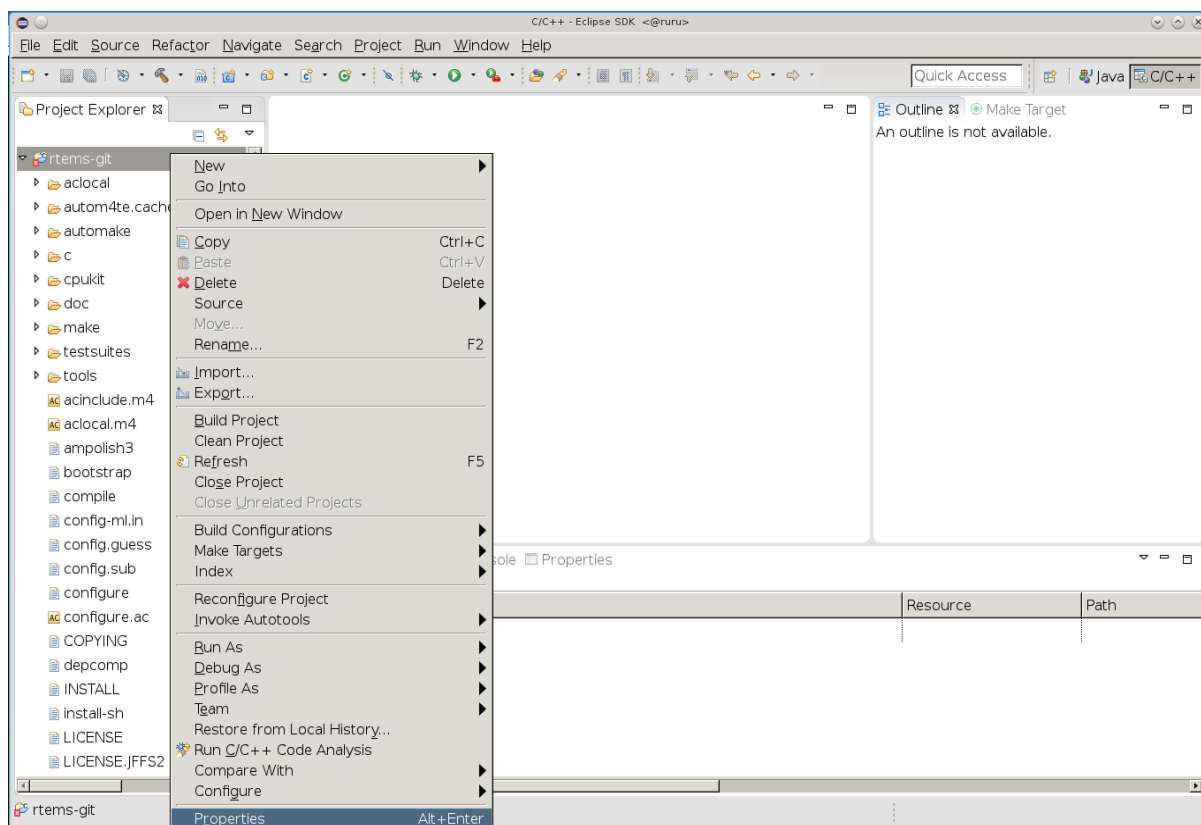 C/C++ - Eclipse SDK <@ruru>
File Edit Source Refactor Navigate Search Project Run Window Help
Quick Access Java C/C++
Project Explorer
Outline Make Target
An outline is not available.
rtems-git
aclocal
autom4te.cache
automake
c
cpukit
doc
make
testsuites
tools
acinclude.m4
aclocal.m4
ampolish3
bootstrap
compile
config-ml.in
config.guess
config.sub
configure
configure.ac
COPYING
depcomp
INSTALL
install-sh
LICENSE
LICENSE.JFFS2
New
Go Into
Open in New Window
Copy Ctrl+C
Paste Ctrl+V
Delete Delete
Source
Move...
Rename... F2
Import...
Export...
Build Project
Clean Project
Refresh F5
Close Project
Close Unrelated Projects
Build Configurations
Make Targets
Index
Reconfigure Project
Invoke Autotools
Run As
Debug As
Profile As
Team
Restore from Local History...
Run C/C++ Code Analysis
Compare With
Configure
Properties Alt+Enter
sole Properties
Resource Path
rtems-git